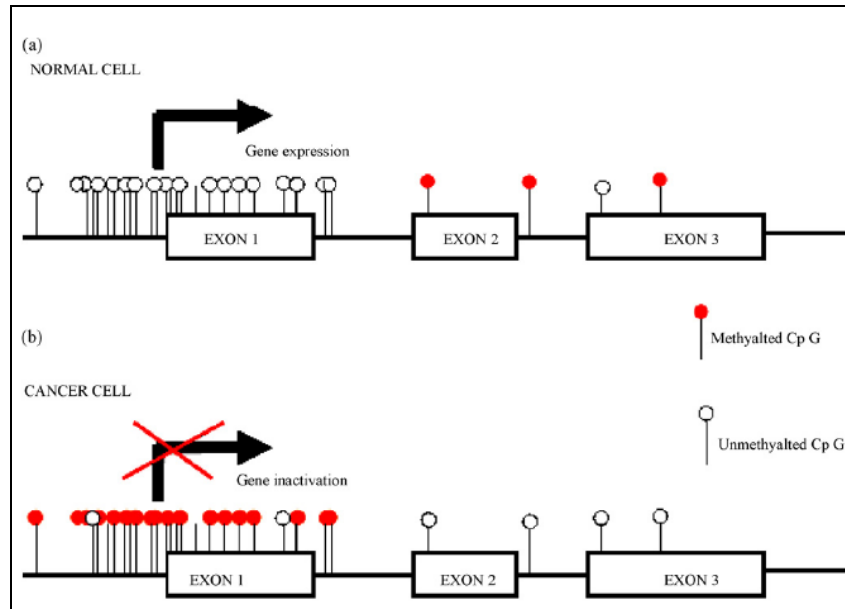 (a)
NORMAL CELL
Gene expression
EXON 1
EXON 2
EXON 3
Methyalted Cp G
(b)
CANCER CELL
Unmethyalted Cp G
Gene inactivation
EXON 1
EXON 2
EXON 3